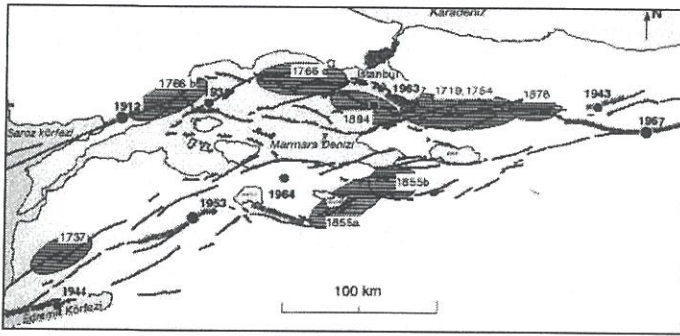 Karadeniz
N
1766 b
1766 a
İstanbul
1963
1719, 1754
1878
1943
1912
1894
1967
Saroz körfezi
Marmara Denizi
1964
1855b
1953
1855a
1737
1944
Edremit Körfezi
100 km